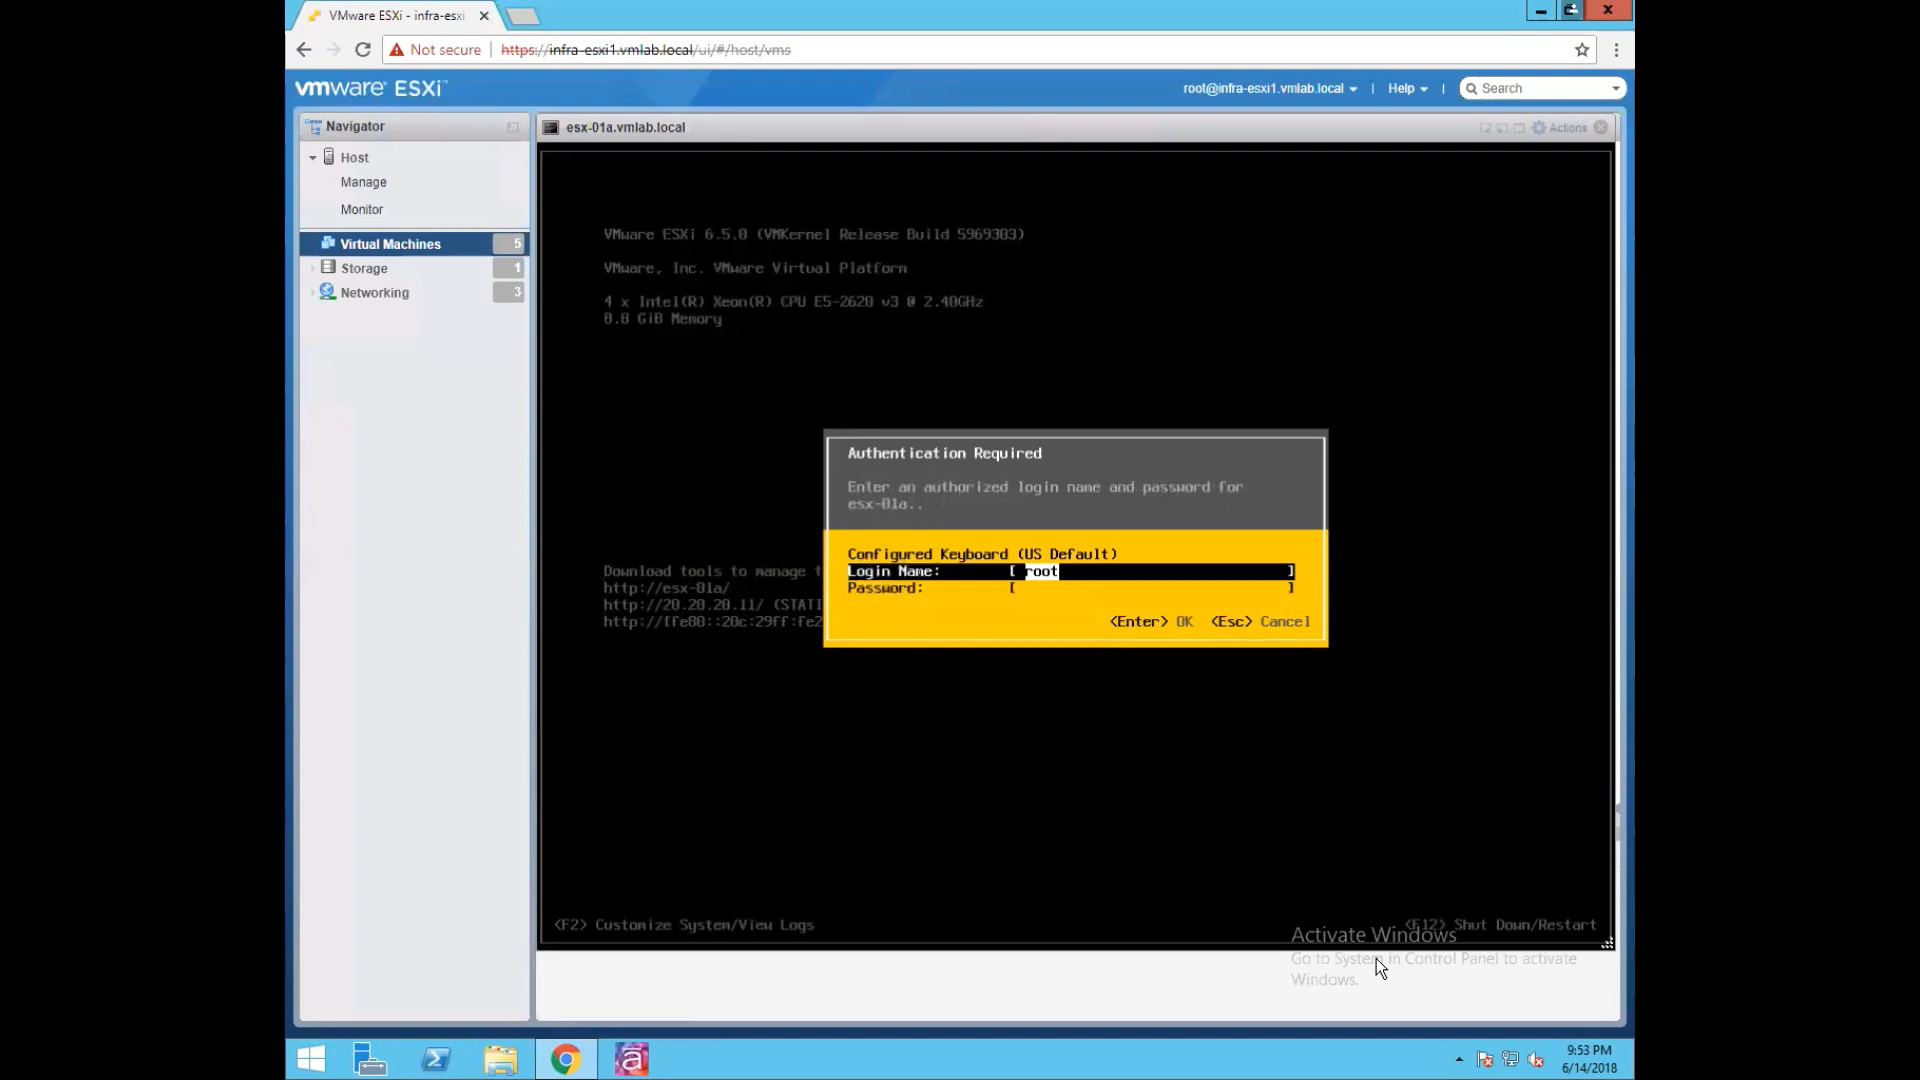 VMware ESXi - infra-esxi
Not secure | https://infra-esxi1.vmlab.local/ui/#/host/vms
vmware ESXi™
root@infra-esxi1.vmlab.local | Help | Search
Navigator
Host
Manage
Monitor
Virtual Machines 5
Storage 1
Networking 3
esx-01a.vmlab.local
Actions
VMware ESXi 6.5.0 (VMKernel Release Build 5969303)
VMware, Inc. VMware Virtual Platform
4 x Intel(R) Xeon(R) CPU E5-2620 v3 @ 2.40GHz
8.0 GiB Memory
Authentication Required
Enter an authorized login name and password for
esx-01a..
Configured Keyboard (US Default)
Login Name: [ root ]
Password: [ ]
<Enter> OK <Esc> Cancel
Download tools to manage t
http://esx-01a/
http://20.20.20.11/ (STATI
http://[fe80::20c:29ff:fe2
<F2> Customize System/View Logs
<F12> Shut Down/Restart
Activate Windows
Go to System in Control Panel to activate
Windows.
9:53 PM
6/14/2018